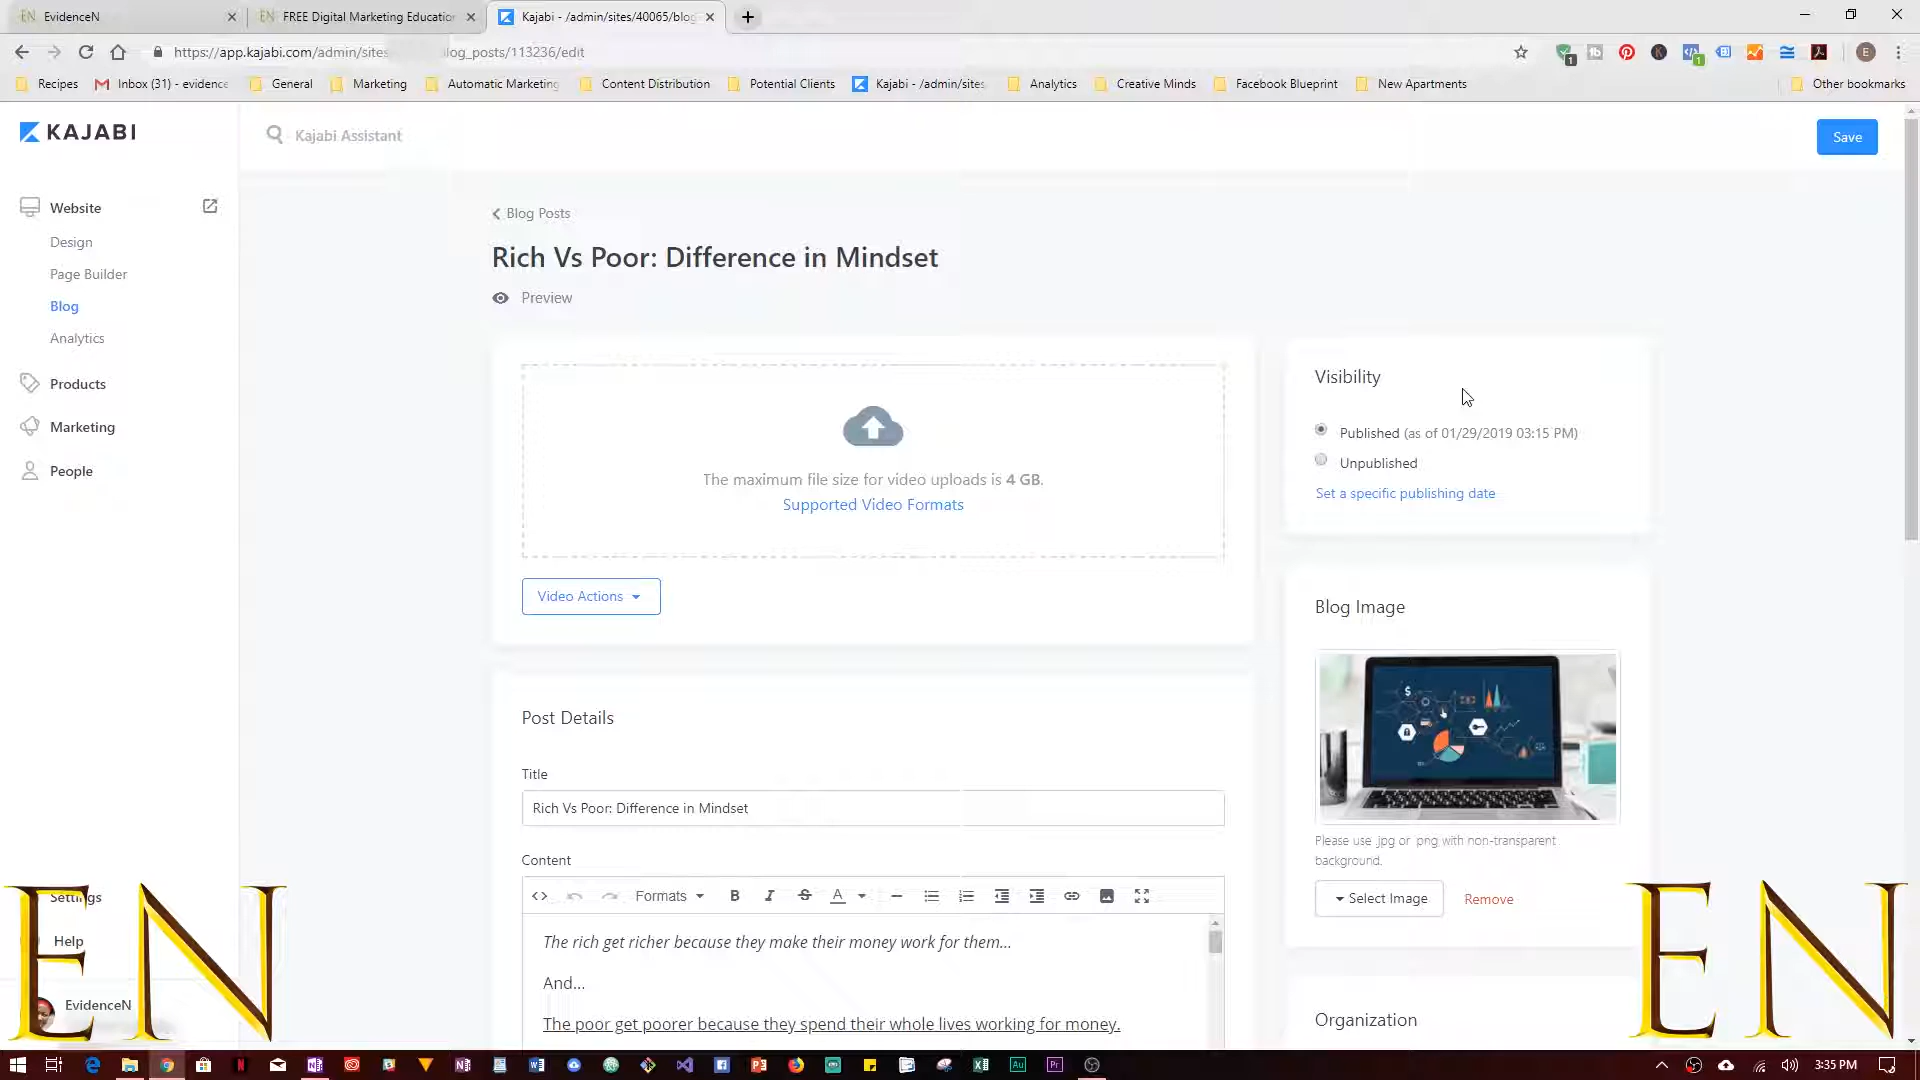 EvidenceN
FREE Digital Marketing Educatio
Kajabi - /admin/sites/40065/blog
https://app.kajabi.com/admin/sites
log_posts/113236/edit
Recipes
Inbox (31) - evidence
General
Marketing
Automatic Marketing
Content Distribution
Potential Clients
Kajabi - /admin/sites
Analytics
Creative Minds
Facebook Blueprint
New Apartments
Other bookmarks
KAJABI
Kajabi Assistant
Save
Website
Design
Page Builder
Blog
Analytics
Products
Marketing
People
Settings
Help
EvidenceN
Blog Posts
Rich Vs Poor: Difference in Mindset
Preview
The maximum file size for video uploads is 4 GB.
Supported Video Formats
Video Actions
Post Details
Title
Rich Vs Poor: Difference in Mindset
Content
Formats
The rich get richer because they make their money work for them...
And...
The poor get poorer because they spend their whole lives working for money.
Visibility
Published (as of 01/29/2019 03:15 PM)
Unpublished
Set a specific publishing date
Blog Image
Please use .jpg or .png with non-transparent
background.
Select Image
Remove
Organization
EN
EN
3:35 PM